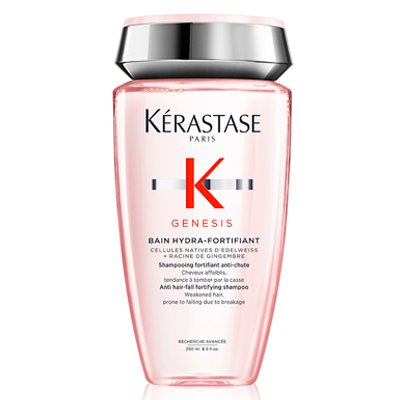 KÉRASTASE
PARIS
K
GENESIS
BAIN HYDRA-FORTIFIANT
CELLULES NATIVES D'EDELWEISS
+ RACINE DE GINGEMBRE
Shampooing fortifiant anti-chute
Cheveux affaiblis,
tendance à tomber par la casse
Anti hair-fall fortifying shampoo
Weakened hair,
prone to falling due to breakage
RECHERCHE AVANCÉE
250 ml 8.5 fl.oz.